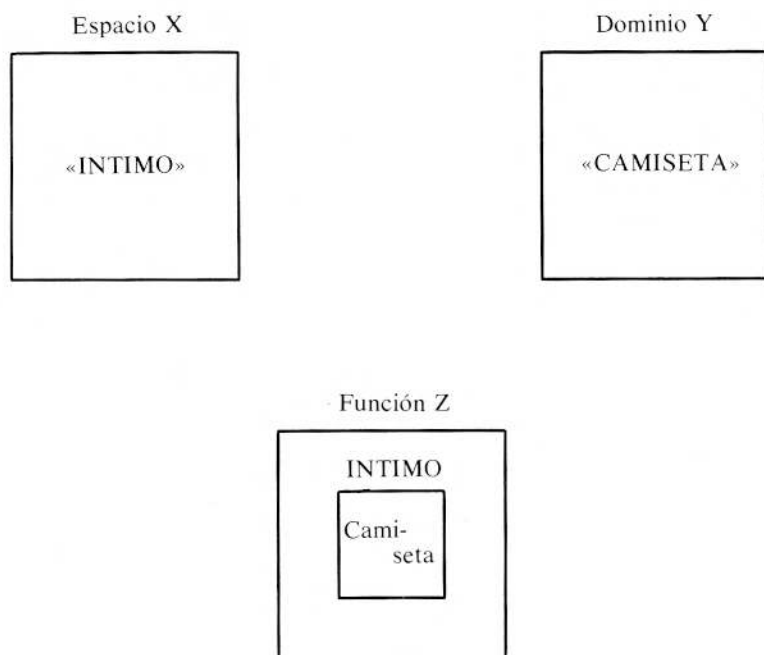 Espacio X
Dominio Y
«INTIMO»
«CAMISETA»
Función Z
INTIMO
Cami-
seta